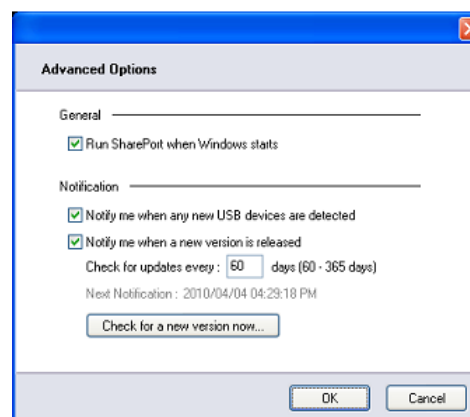 Advanced Options
General
Run SharePort when Windows starts
Notification
Notify me when any new USB devices are detected
Notify me when a new version is released
Check for updates every : 60 days (60 - 365 days)
Next Notification : 2010/04/04 04:29:18 PM
Check for a new version now...
OK Cancel